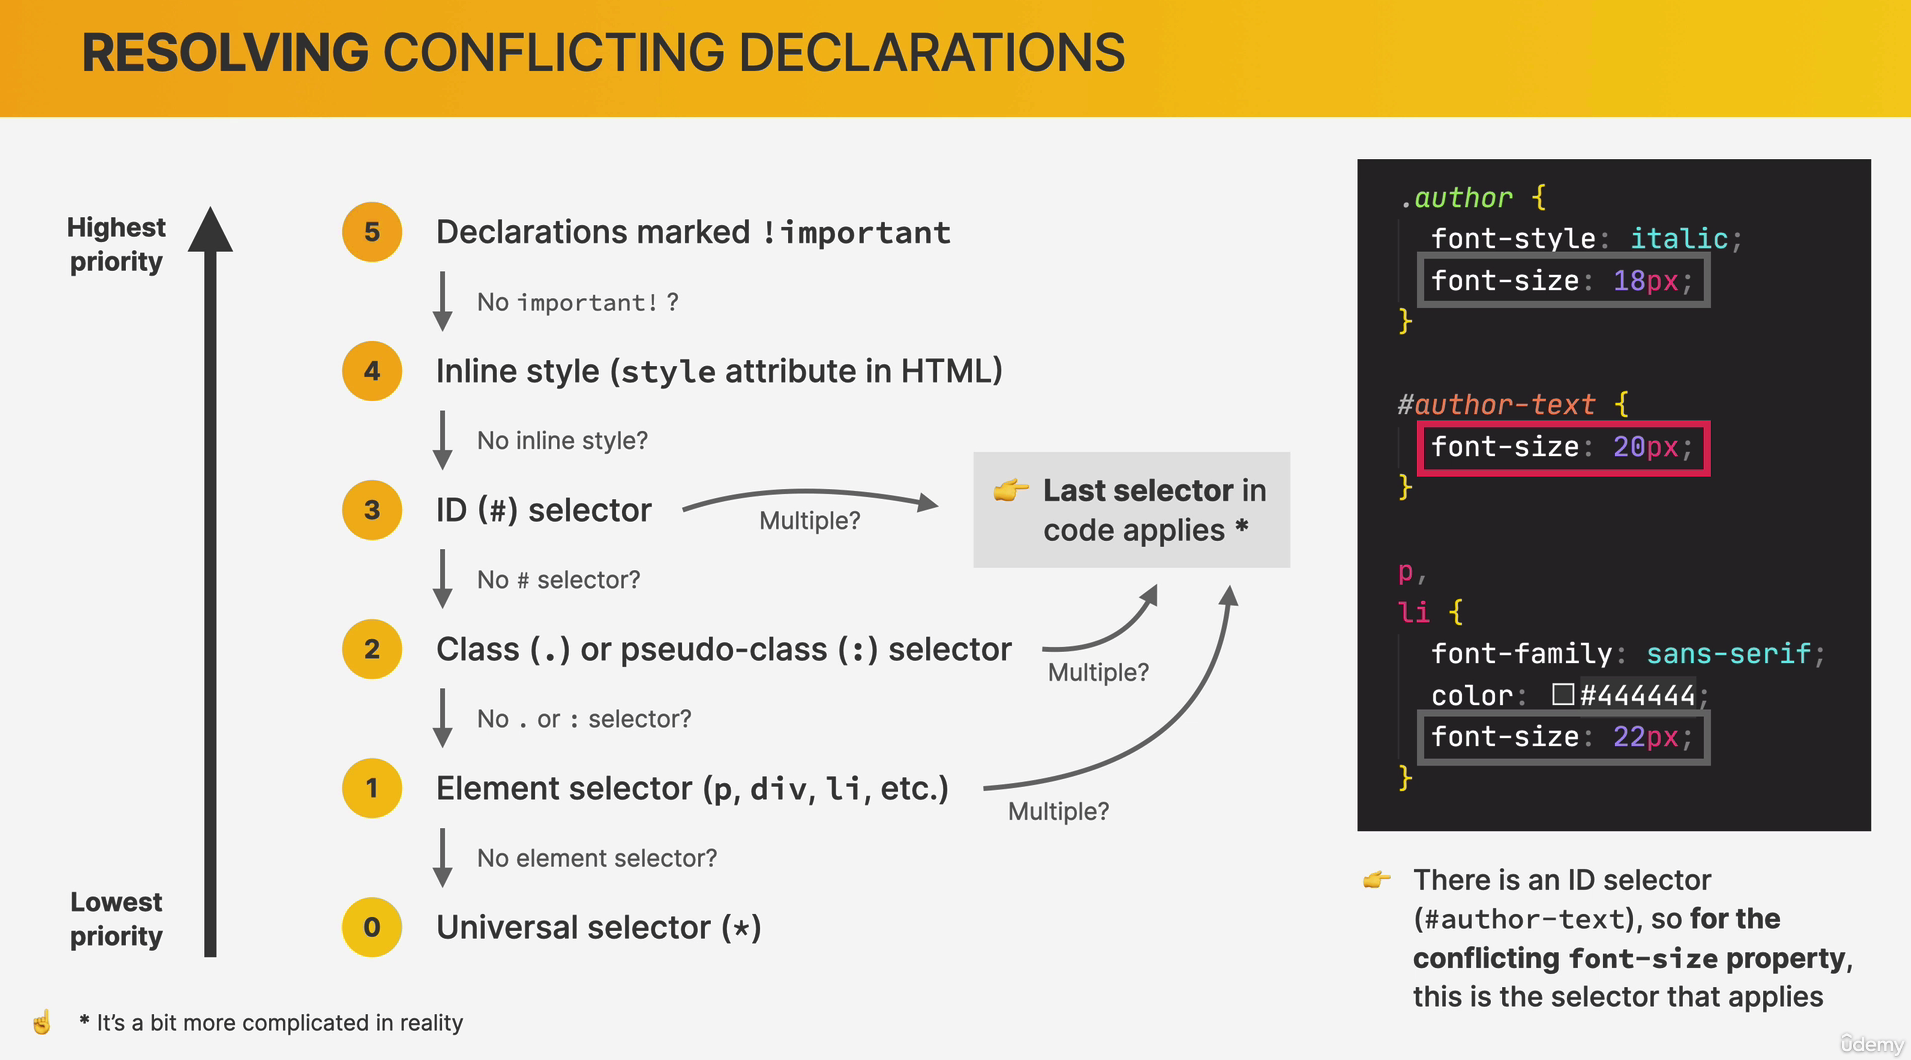 RESOLVING CONFLICTING DECLARATIONS
Highest
priority
5
Declarations marked !important
No important! ?
4
Inline style (style attribute in HTML)
No inline style?
3
ID (#) selector
Multiple?
👉 Last selector in
code applies *
No # selector?
2
Class (.) or pseudo-class (:) selector
Multiple?
No . or : selector?
1
Element selector (p, div, li, etc.)
Multiple?
No element selector?
0
Universal selector (*)
Lowest
priority
☝️ * It's a bit more complicated in reality
.author {
font-style: italic;
font-size: 18px;
}
#author-text {
font-size: 20px;
}
p,
li {
font-family: sans-serif;
color: #444444;
font-size: 22px;
}
👉 There is an ID selector
(#author-text), so for the
conflicting font-size property,
this is the selector that applies
ûdemy